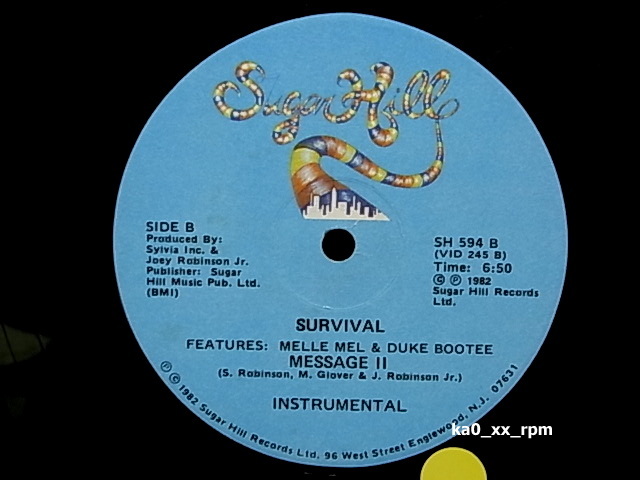 Sugar Hill
SIDE B
Produced By:
Sylvia Inc. &
Joey Robinson Jr.
Publisher: Sugar
Hill Music Pub. Ltd.
(BMI)
SH 594 B
(VID 245 B)
Time: 6:50
© ℗ 1982
Sugar Hill Records
Ltd.
SURVIVAL
FEATURES: MELLE MEL & DUKE BOOTEE
MESSAGE II
(S. Robinson, M. Glover & J. Robinson Jr.)
INSTRUMENTAL
℗ © 1982 Sugar Hill Records Ltd, 96 West Street Englewood, N.J. 07631
ka0_xx_rpm